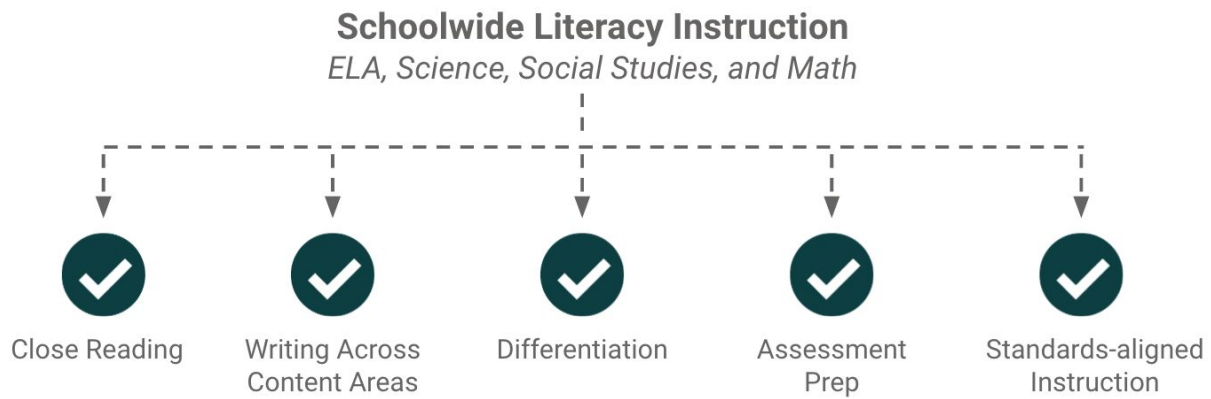 Schoolwide Literacy Instruction
ELA, Science, Social Studies, and Math
Close Reading
Writing Across
Content Areas
Differentiation
Assessment
Prep
Standards-aligned
Instruction